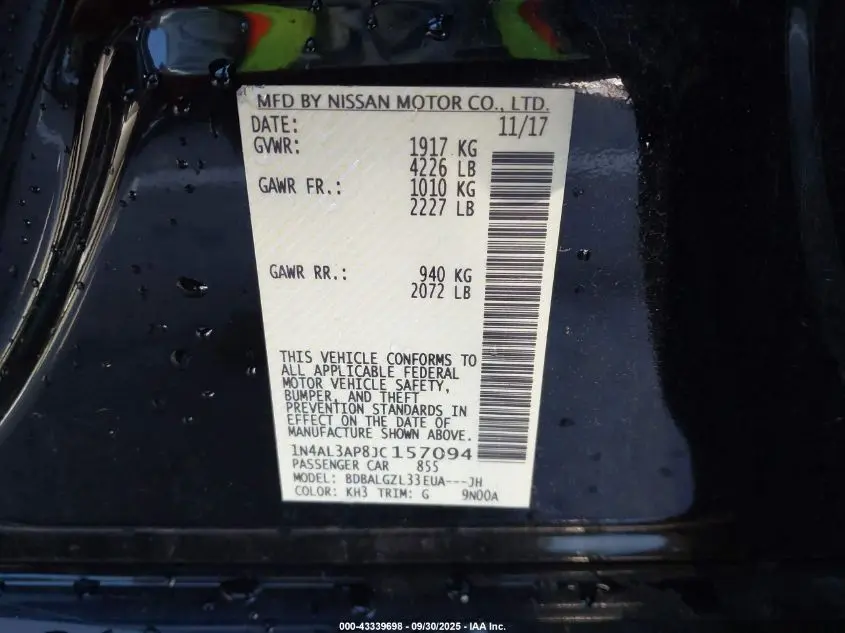 MFD BY NISSAN MOTOR CO., LTD.
DATE: 11/17
GVWR: 1917 KG
4226 LB
GAWR FR.: 1010 KG
2227 LB
GAWR RR.: 940 KG
2072 LB
THIS VEHICLE CONFORMS TO
ALL APPLICABLE FEDERAL
MOTOR VEHICLE SAFETY,
BUMPER, AND THEFT
PREVENTION STANDARDS IN
EFFECT ON THE DATE OF
MANUFACTURE SHOWN ABOVE.
1N4AL3AP8JC157094
PASSENGER CAR 855
MODEL: BDBALGZL33EUA---JH
COLOR: KH3 TRIM: G 9N00A
000-43339698 - 09/30/2025 - IAA Inc.